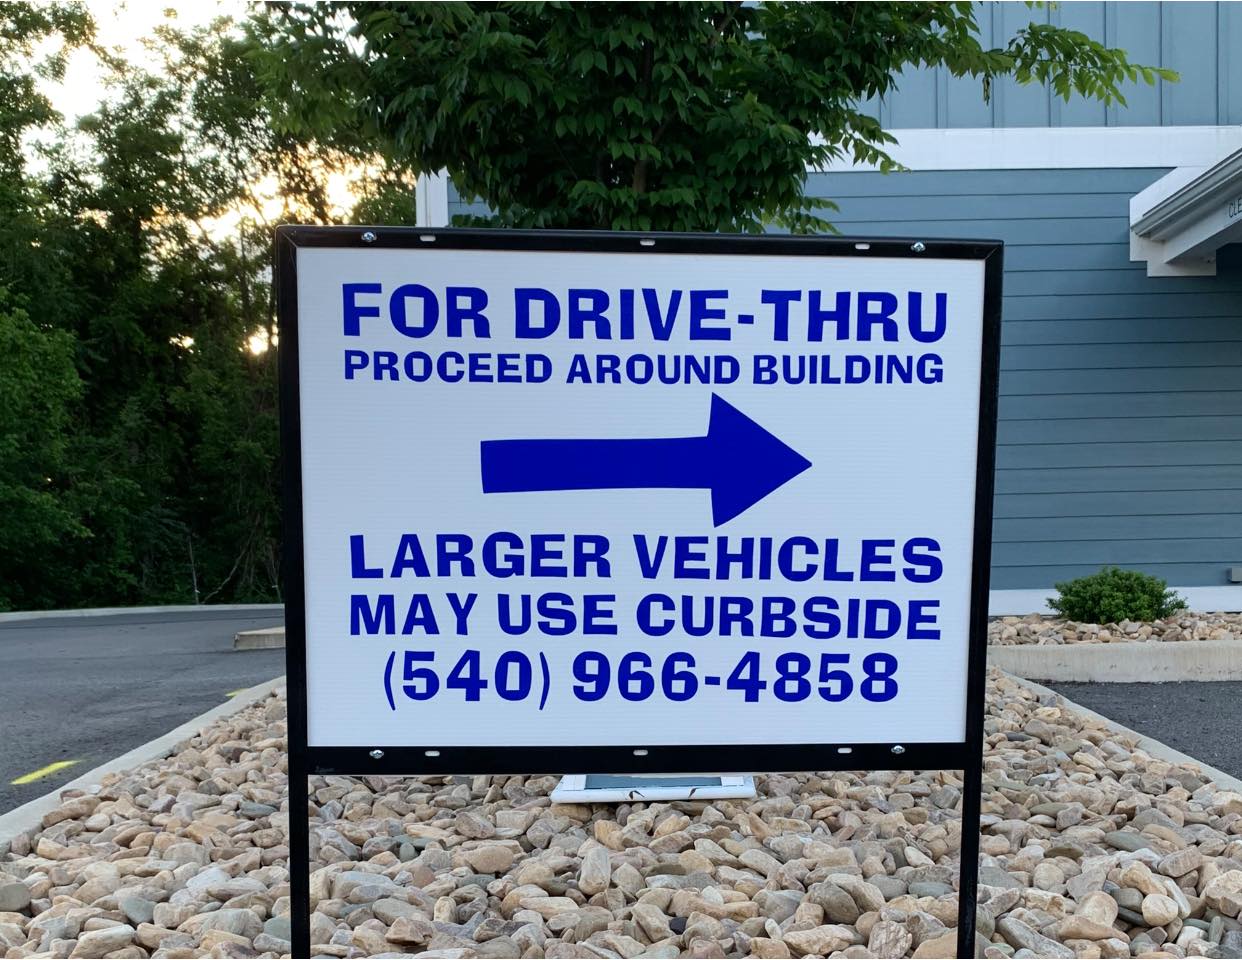 FOR DRIVE-THRU
PROCEED AROUND BUILDING
LARGER VEHICLES
MAY USE CURBSIDE
(540) 966-4858